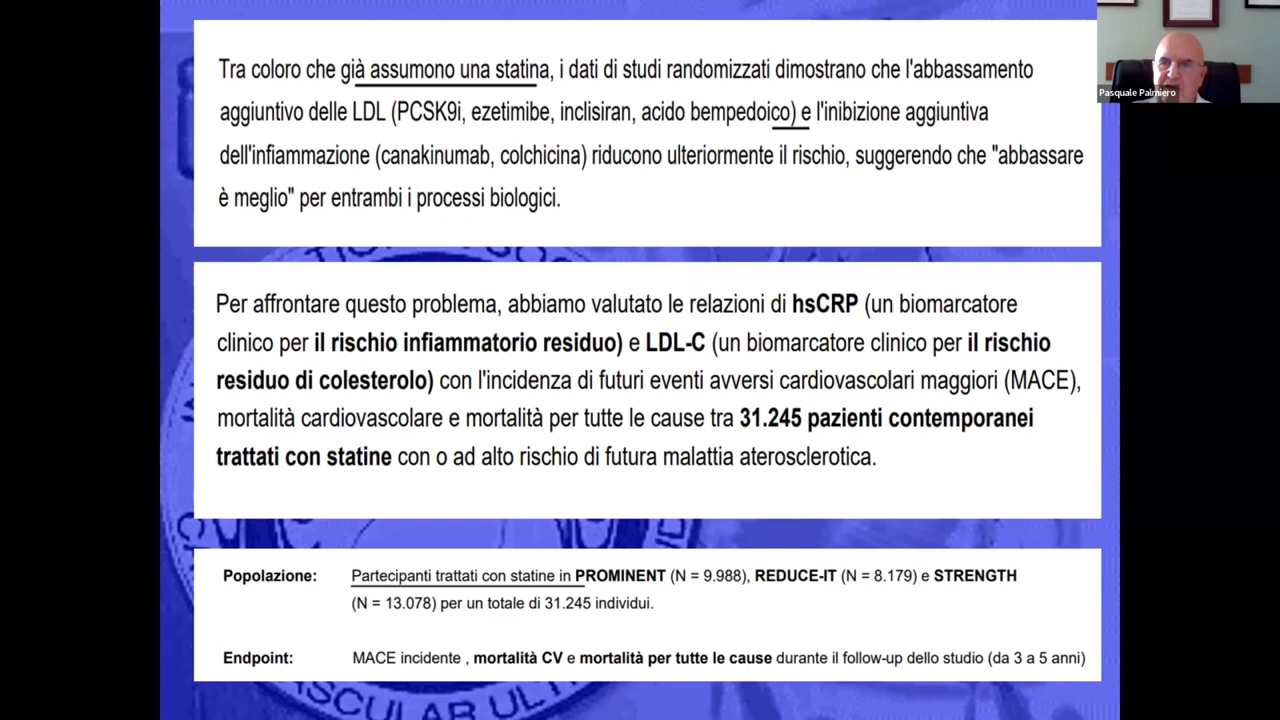 Tra coloro che già assumono una statina, i dati di studi randomizzati dimostrano che l'abbassamento
aggiuntivo delle LDL (PCSK9i, ezetimibe, inclisiran, acido bempedoico) e l'inibizione aggiuntiva
dell'infiammazione (canakinumab, colchicina) riducono ulteriormente il rischio, suggerendo che "abbassare
è meglio" per entrambi i processi biologici.
Pasquale Palmiero
Per affrontare questo problema, abbiamo valutato le relazioni di hsCRP (un biomarcatore
clinico per il rischio infiammatorio residuo) e LDL-C (un biomarcatore clinico per il rischio
residuo di colesterolo) con l'incidenza di futuri eventi avversi cardiovascolari maggiori (MACE),
mortalità cardiovascolare e mortalità per tutte le cause tra 31.245 pazienti contemporanei
trattati con statine con o ad alto rischio di futura malattia aterosclerotica.
Popolazione: Partecipanti trattati con statine in PROMINENT (N = 9.988), REDUCE-IT (N = 8.179) e STRENGTH
(N = 13.078) per un totale di 31.245 individui.
Endpoint: MACE incidente , mortalità CV e mortalità per tutte le cause durante il follow-up dello studio (da 3 a 5 anni)